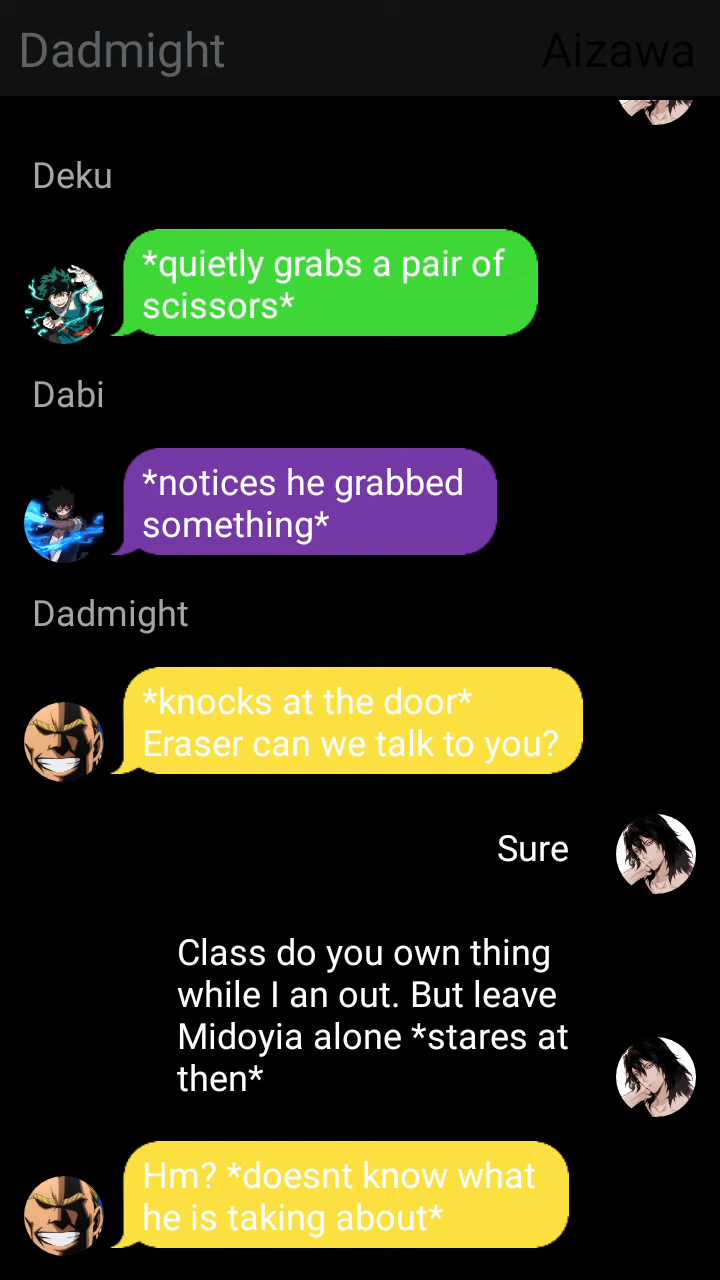 Dadmight
Aizawa
Deku
*quietly grabs a pair of
scissors*
Dabi
*notices he grabbed
something*
Dadmight
*knocks at the door*
Eraser can we talk to you?
Sure
Class do you own thing
while I an out. But leave
Midoyia alone *stares at
then*
Hm? *doesnt know what
he is taking about*